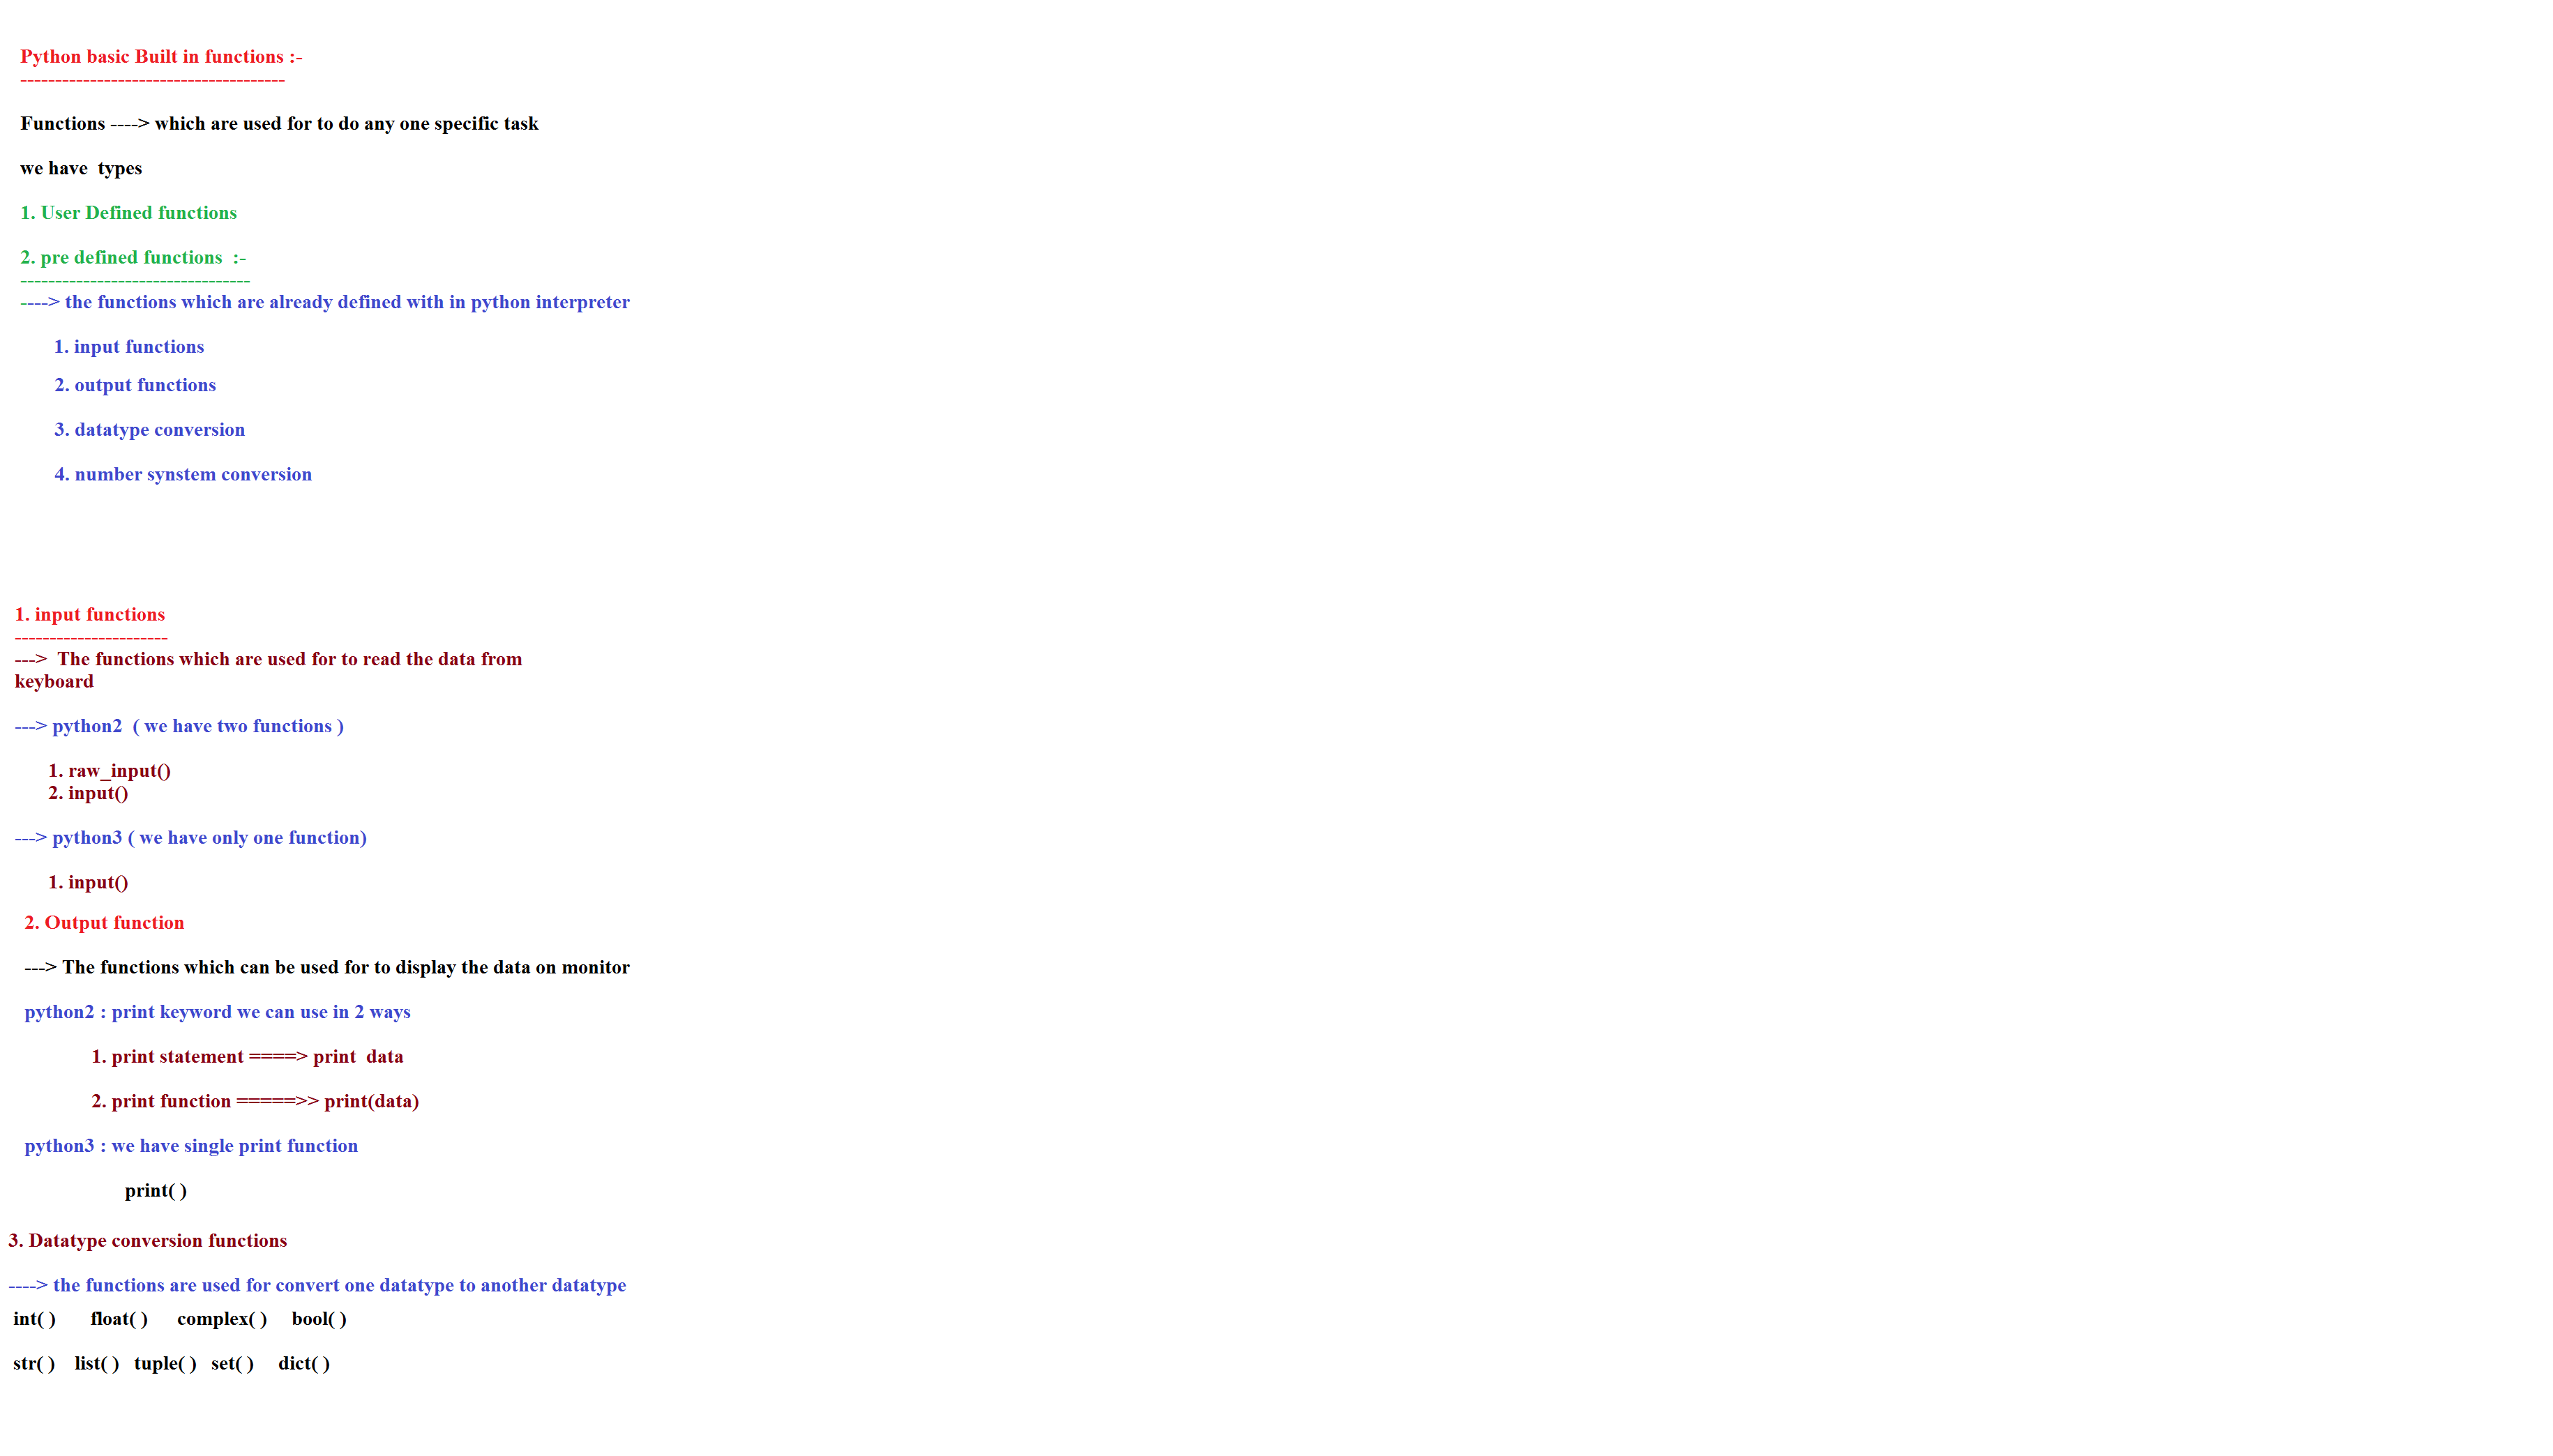 Python basic Built in functions :-
--------------------------------------
Functions ----> which are used for to do any one specific task
we have  types
1. User Defined functions
2. pre defined functions  :-
---------------------------------
----> the functions which are already defined with in python interpreter
1. input functions
2. output functions
3. datatype conversion
4. number synstem conversion
1. input functions
----------------------
--->  The functions which are used for to read the data from
keyboard
---> python2  ( we have two functions )
1. raw_input()
2. input()
---> python3 ( we have only one function)
1. input()
2. Output function
---> The functions which can be used for to display the data on monitor
python2 : print keyword we can use in 2 ways
1. print statement ====> print  data
2. print function =====>> print(data)
python3 : we have single print function
print( )
3. Datatype conversion functions
----> the functions are used for convert one datatype to another datatype
int( )       float( )      complex( )     bool( )
str( )    list( )   tuple( )   set( )     dict( )